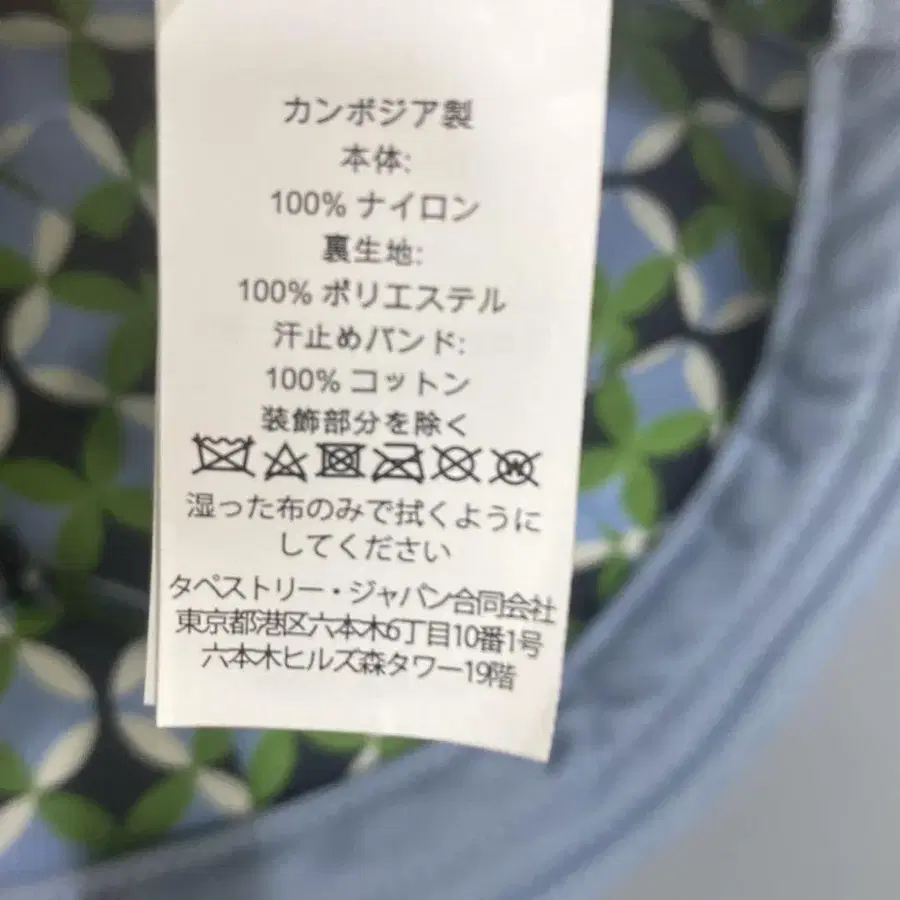 カンボジア製
本体:
100% ナイロン
裏生地:
100% ポリエステル
汗止めバンド:
100% コットン
装飾部分を除く
湿った布のみで拭くように
してください
タペストリー・ジャパン合同会社
東京都港区六本木6丁目10番1号
六本木ヒルズ森タワー19階